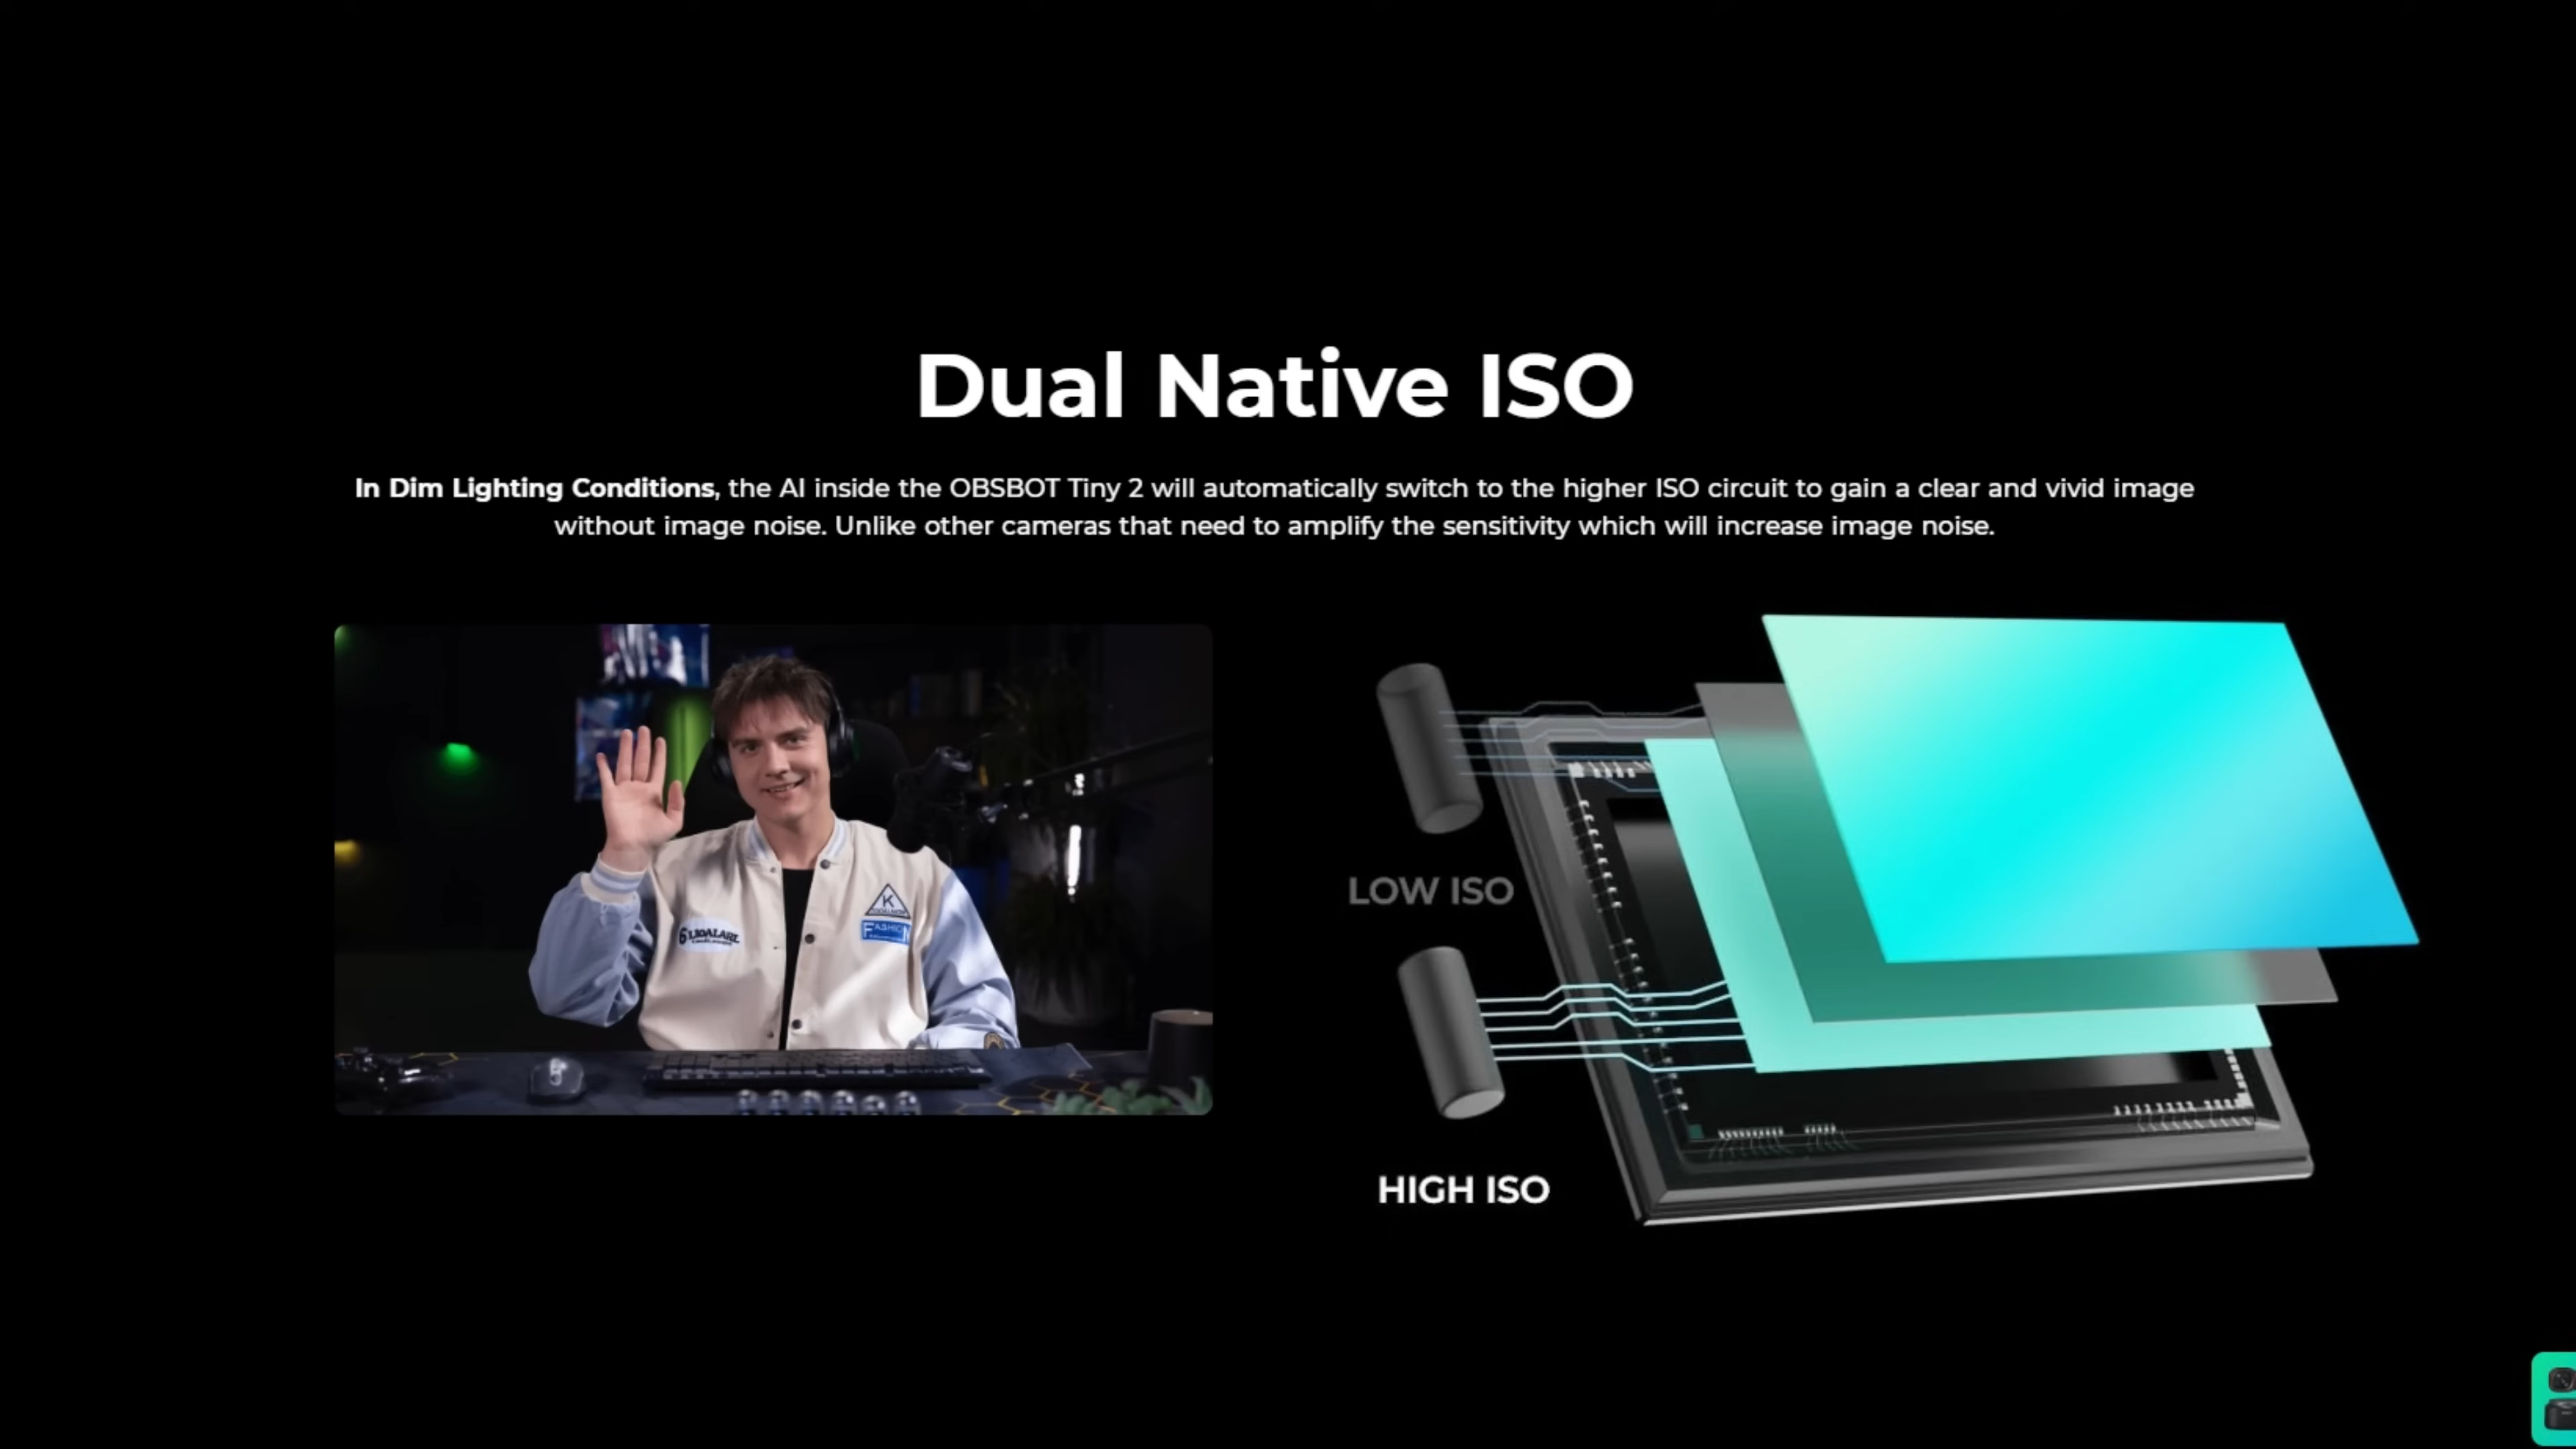 Dual Native ISO
In Dim Lighting Conditions, the AI inside the OBSBOT Tiny 2 will automatically switch to the higher ISO circuit to gain a clear and vivid image
without image noise. Unlike other cameras that need to amplify the sensitivity which will increase image noise.
LOW ISO
K
FASHION
HIGH ISO